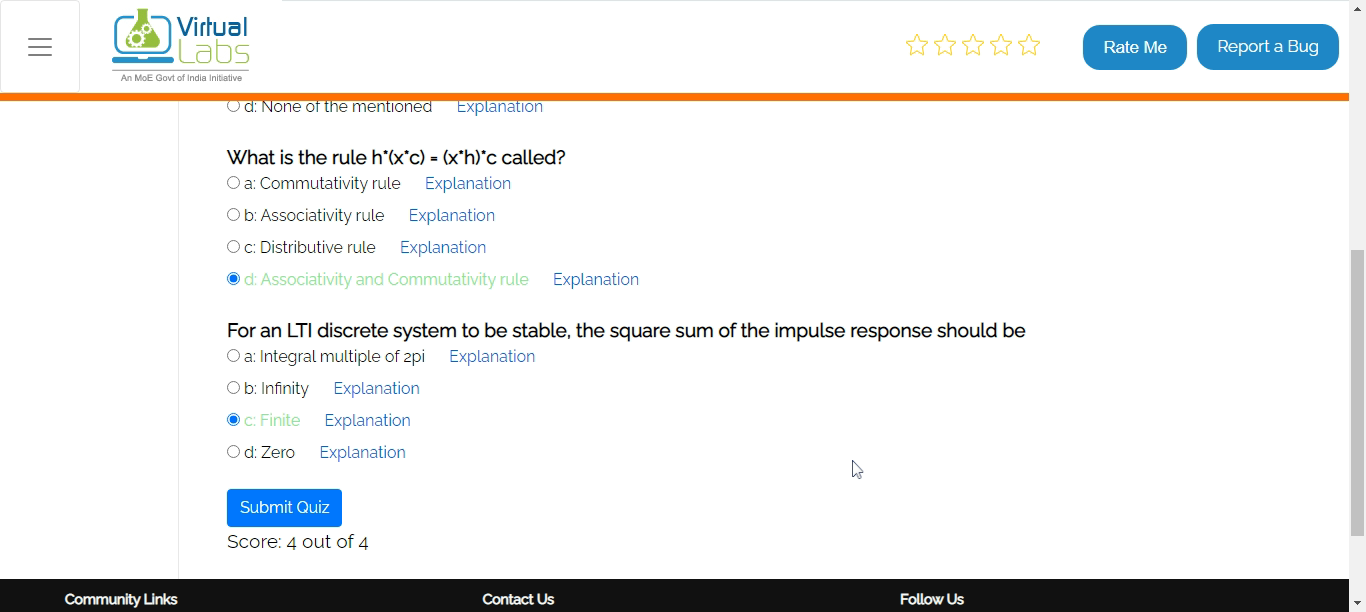 Virtual
Labs
An MoE Govt of India Initiative
Rate Me
Report a Bug
d: None of the mentioned Explanation
What is the rule h*(x*c) = (x*h)*c called?
a: Commutativity rule Explanation
b: Associativity rule Explanation
c: Distributive rule Explanation
d: Associativity and Commutativity rule Explanation
For an LTI discrete system to be stable, the square sum of the impulse response should be
a: Integral multiple of 2pi Explanation
b: Infinity Explanation
c: Finite Explanation
d: Zero Explanation
Submit Quiz
Score: 4 out of 4
Community Links Contact Us Follow Us